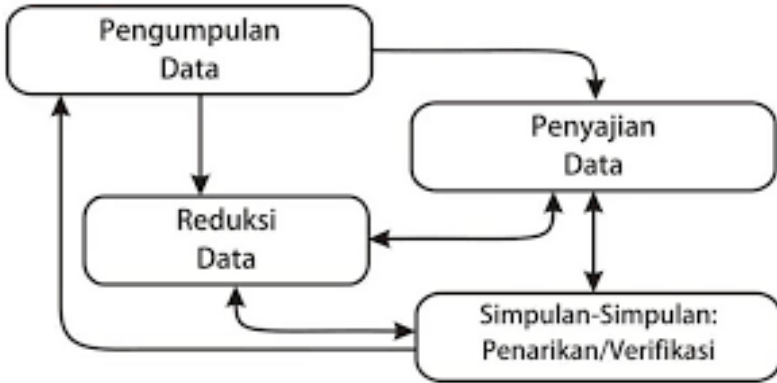 Pengumpulan
Data
Penyajian
Data
Reduksi
Data
Simpulan-Simpulan:
Penarikan/Verifikasi